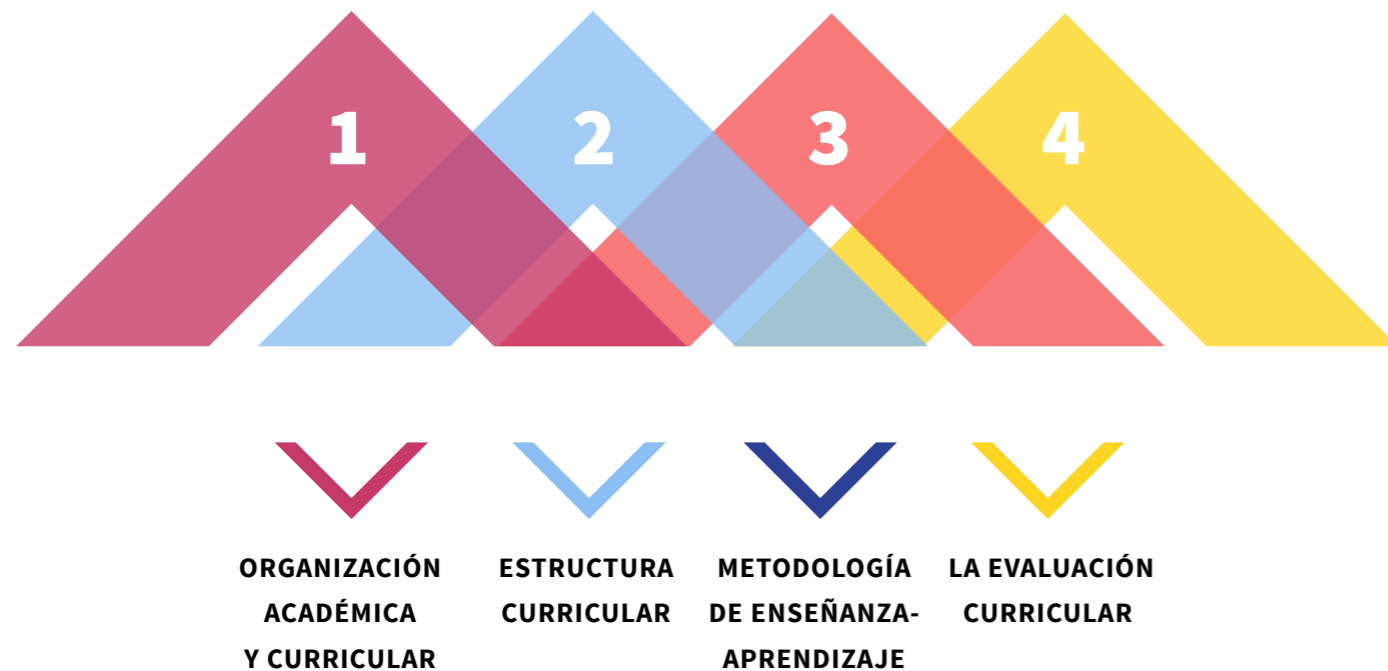 1
2
3
4
ORGANIZACIÓN
ACADÉMICA
Y CURRICULAR
ESTRUCTURA
CURRICULAR
METODOLOGÍA
DE ENSEÑANZA-
APRENDIZAJE
LA EVALUACIÓN
CURRICULAR